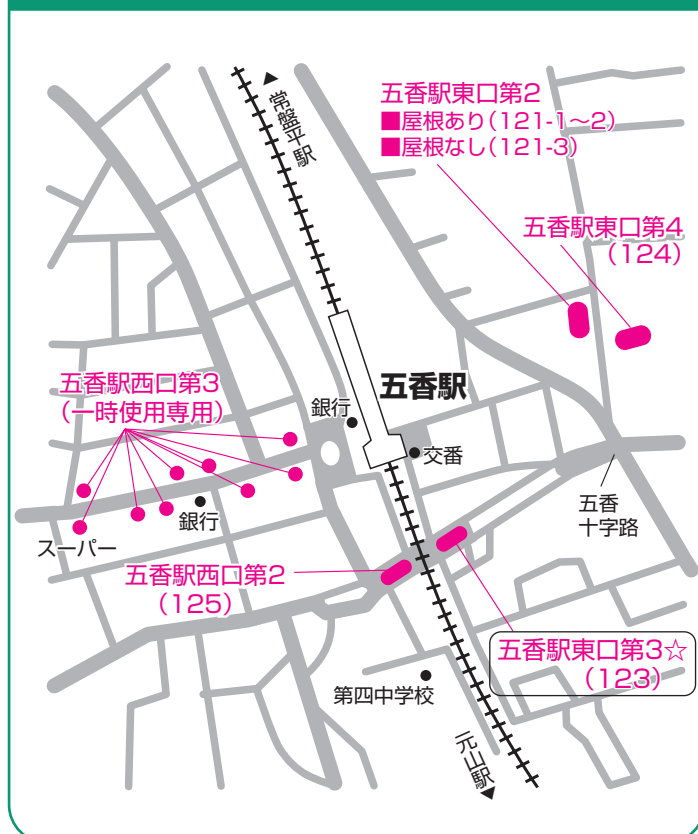 常盤平駅
五香駅東口第2
■屋根あり(121-1～2)
■屋根なし(121-3)
五香駅東口第4
(124)
五香駅西口第3
(一時使用専用)
銀行
五香駅
交番
五香
十字路
銀行
スーパー
五香駅西口第2
(125)
五香駅東口第3☆
(123)
第四中学校
元山駅